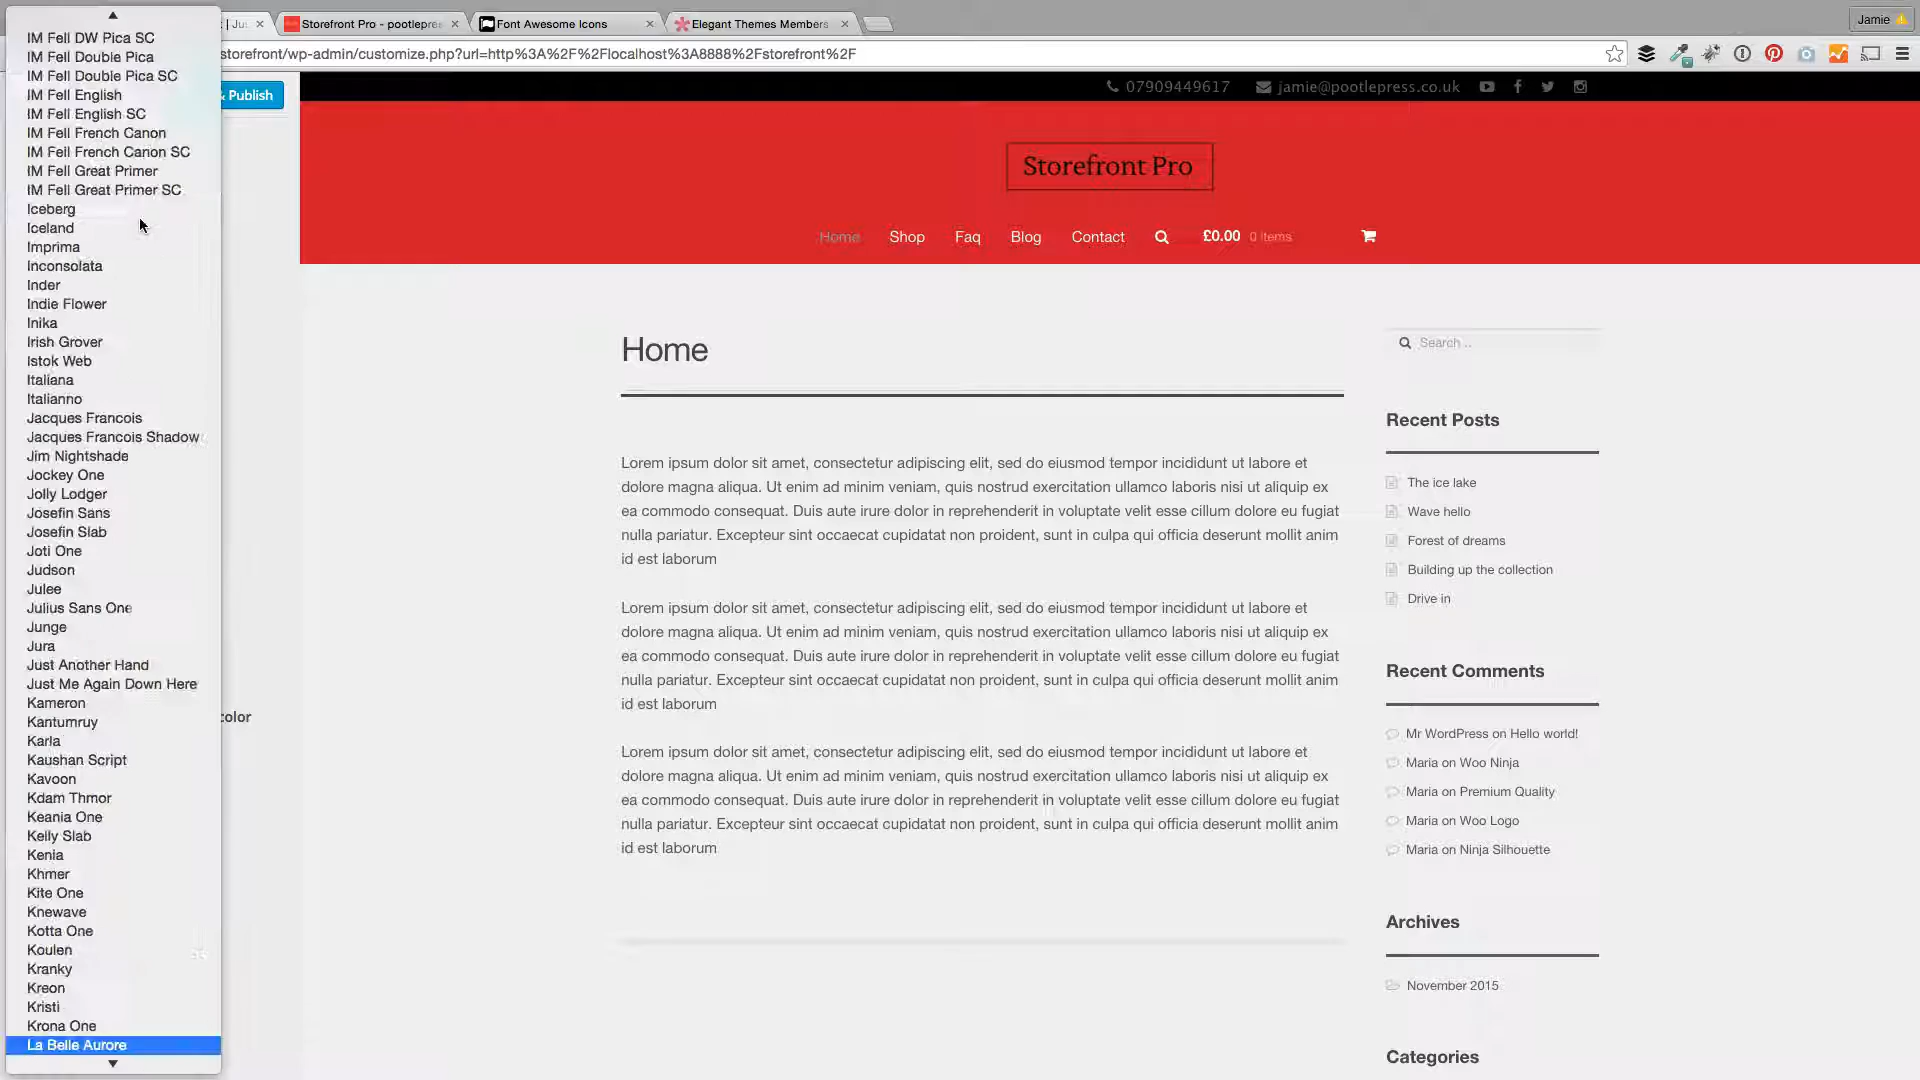 | Ju
Storefront Pro - pootlepre
Font Awesome Icons
Elegant Themes Members
Jamie
storefront/wp-admin/customize.php?url=http%3A%2F%2Flocalhost%3A8888%2Fstorefront%2F
& Publish
IM Fell DW Pica SC
IM Fell Double Pica
IM Fell Double Pica SC
IM Fell English
IM Fell English SC
IM Fell French Canon
IM Fell French Canon SC
IM Fell Great Primer
IM Fell Great Primer SC
Iceberg
Iceland
Imprima
Inconsolata
Inder
Indie Flower
Inika
Irish Grover
Istok Web
Italiana
Italianno
Jacques Francois
Jacques Francois Shadow
Jim Nightshade
Jockey One
Jolly Lodger
Josefin Sans
Josefin Slab
Joti One
Judson
Julee
Julius Sans One
Junge
Jura
Just Another Hand
Just Me Again Down Here
Kameron
Kantumruy
Karla
Kaushan Script
Kavoon
Kdam Thmor
Keania One
Kelly Slab
Kenia
Khmer
Kite One
Knewave
Kotta One
Koulen
Kranky
Kreon
Kristi
Krona One
La Belle Aurore
color
07909449617 jamie@pootlepress.co.uk
Storefront Pro
Home Shop Faq Blog Contact £0.00 0 items
Home
Lorem ipsum dolor sit amet, consectetur adipiscing elit, sed do eiusmod tempor incididunt ut labore et
dolore magna aliqua. Ut enim ad minim veniam, quis nostrud exercitation ullamco laboris nisi ut aliquip ex
ea commodo consequat. Duis aute irure dolor in reprehenderit in voluptate velit esse cillum dolore eu fugiat
nulla pariatur. Excepteur sint occaecat cupidatat non proident, sunt in culpa qui officia deserunt mollit anim
id est laborum
Lorem ipsum dolor sit amet, consectetur adipiscing elit, sed do eiusmod tempor incididunt ut labore et
dolore magna aliqua. Ut enim ad minim veniam, quis nostrud exercitation ullamco laboris nisi ut aliquip ex
ea commodo consequat. Duis aute irure dolor in reprehenderit in voluptate velit esse cillum dolore eu fugiat
nulla pariatur. Excepteur sint occaecat cupidatat non proident, sunt in culpa qui officia deserunt mollit anim
id est laborum
Lorem ipsum dolor sit amet, consectetur adipiscing elit, sed do eiusmod tempor incididunt ut labore et
dolore magna aliqua. Ut enim ad minim veniam, quis nostrud exercitation ullamco laboris nisi ut aliquip ex
ea commodo consequat. Duis aute irure dolor in reprehenderit in voluptate velit esse cillum dolore eu fugiat
nulla pariatur. Excepteur sint occaecat cupidatat non proident, sunt in culpa qui officia deserunt mollit anim
id est laborum
Search ..
Recent Posts
The ice lake
Wave hello
Forest of dreams
Building up the collection
Drive in
Recent Comments
Mr WordPress on Hello world!
Maria on Woo Ninja
Maria on Premium Quality
Maria on Woo Logo
Maria on Ninja Silhouette
Archives
November 2015
Categories